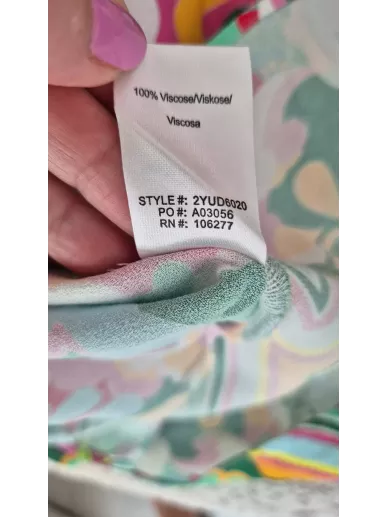 100% Viscose/Viskose/
Viscosa
STYLE#: 2YUD6020
PO#: A03056
RN#: 106277